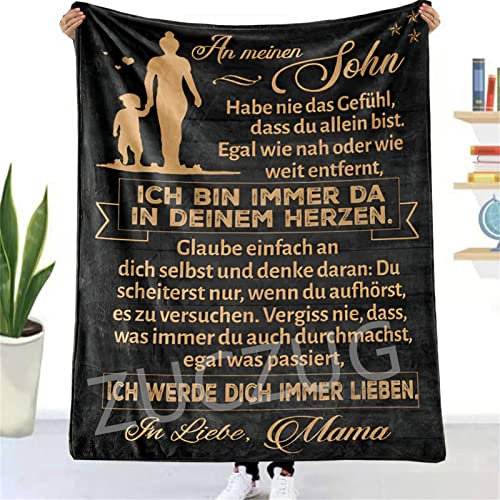 An meinen
Sohn
Habe nie das Gefühl,
dass du allein bist.
Egal wie nah oder wie
weit entfernt,
ICH BIN IMMER DA
IN DEINEM HERZEN.
Glaube einfach an
dich selbst und denke daran: Du
scheiterst nur, wenn du aufhörst,
es zu versuchen. Vergiss nie, dass,
was immer du auch durchmachst,
egal was passiert,
ICH WERDE DICH IMMER LIEBEN.
In Liebe, Mama
ZUCZUG